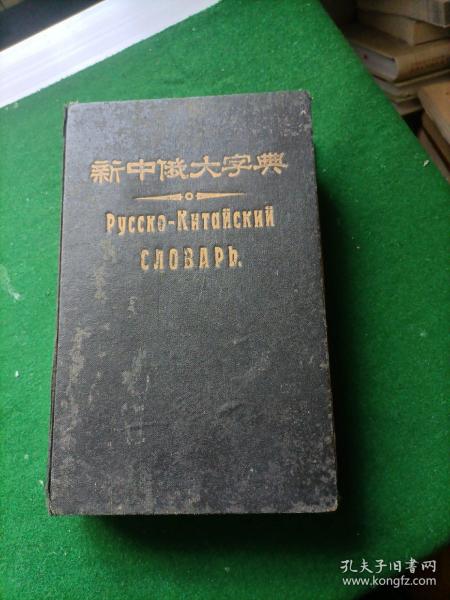 新中俄大字典
Русско-Китайский
СЛОВАРЬ.
孔夫子旧书网
www.kongfz.com